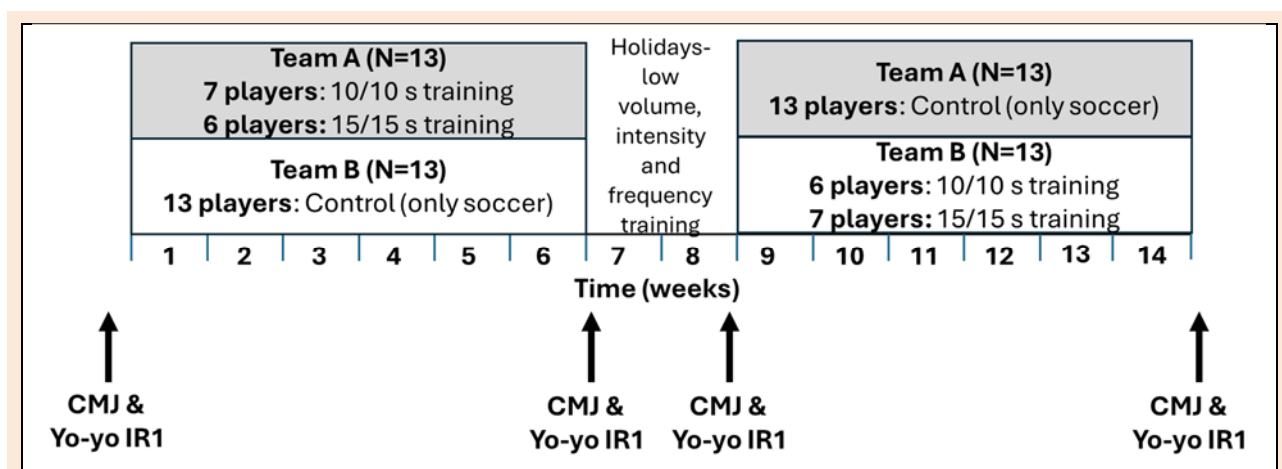 Team A (N=13)
7 players: 10/10 s training
6 players: 15/15 s training
Team B (N=13)
13 players: Control (only soccer)
Holidays-
low
volume,
intensity
and
frequency
training
Team A (N=13)
13 players: Control (only soccer)
Team B (N=13)
6 players: 10/10 s training
7 players: 15/15 s training
1 2 3 4 5 6 7 8 9 10 11 12 13 14
Time (weeks)
CMJ &
Yo-yo IR1
CMJ &
Yo-yo IR1
CMJ &
Yo-yo IR1
CMJ &
Yo-yo IR1